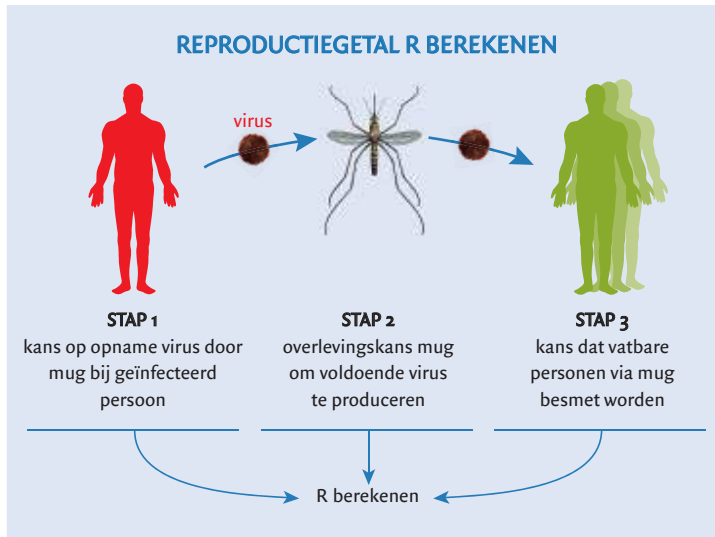 REPRODUCTIEGETAL R BEREKENEN
virus
STAP 1
kans op opname virus door
mug bij geïnfecteerd
persoon
STAP 2
overlevingskans mug
om voldoende virus
te produceren
STAP 3
kans dat vatbare
personen via mug
besmet worden
R berekenen